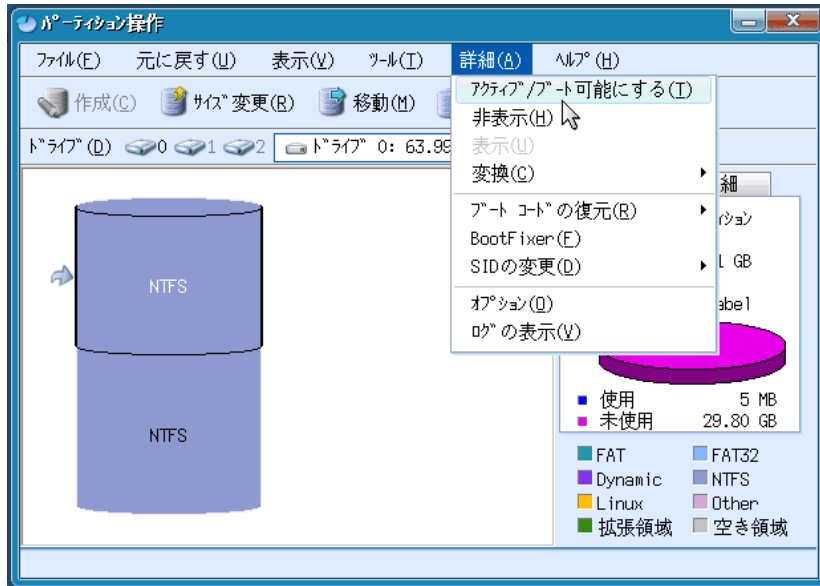 パーティション操作
ファイル(F) 元に戻す(U) 表示(V) ツール(T) 詳細(A) ヘルプ(H)
作成(C) サイズ変更(R) 移動(M)
ドライブ(D) 0 1 2 ドライブ 0: 63.99
アクティブ/ブート可能にする(T)
非表示(H)
表示(U)
変換(C)
ブート コードの復元(R)
BootFixer(F)
SIDの変更(D)
オプション(O)
ログの表示(V)
細
GB
abel
NTFS
NTFS
使用 5 MB
未使用 29.80 GB
FAT FAT32
Dynamic NTFS
Linux Other
拡張領域 空き領域